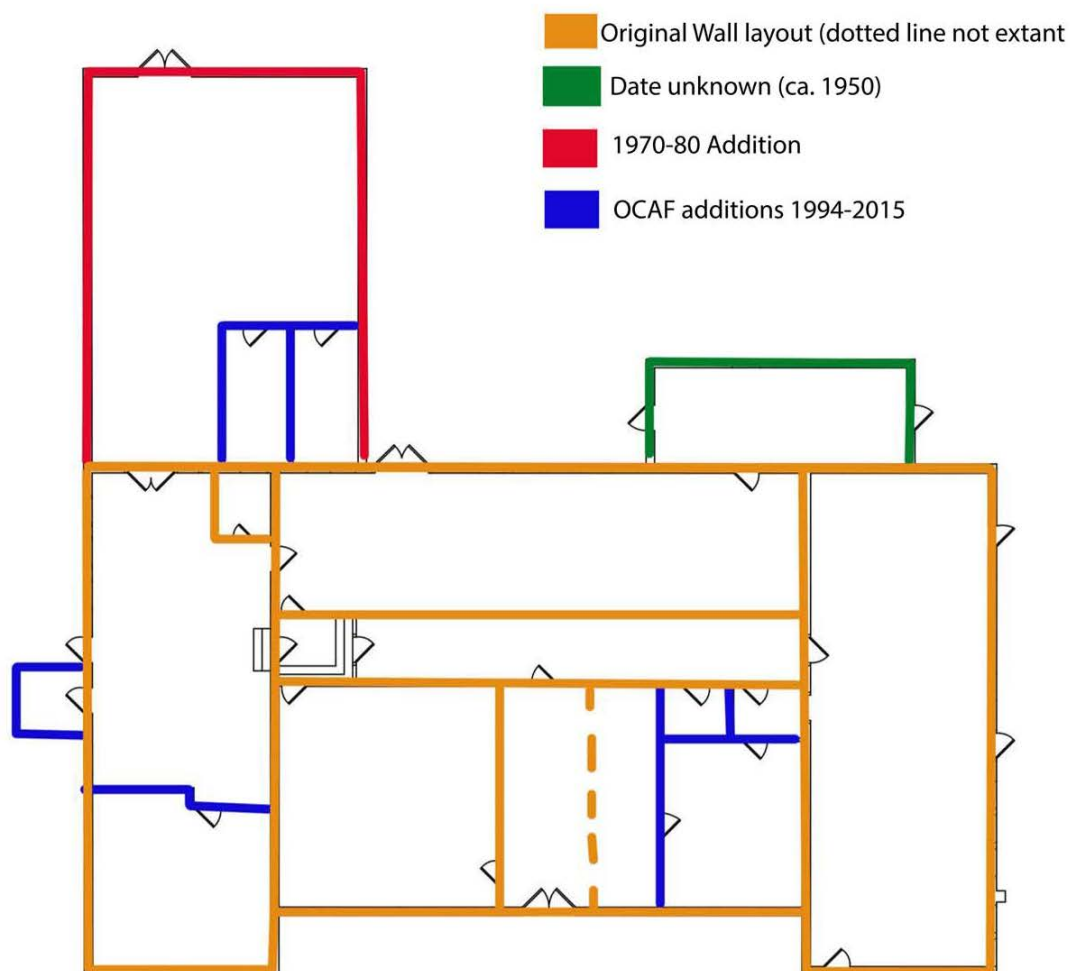 Original Wall layout (dotted line not extant
Date unknown (ca. 1950)
1970-80 Addition
OCAF additions 1994-2015